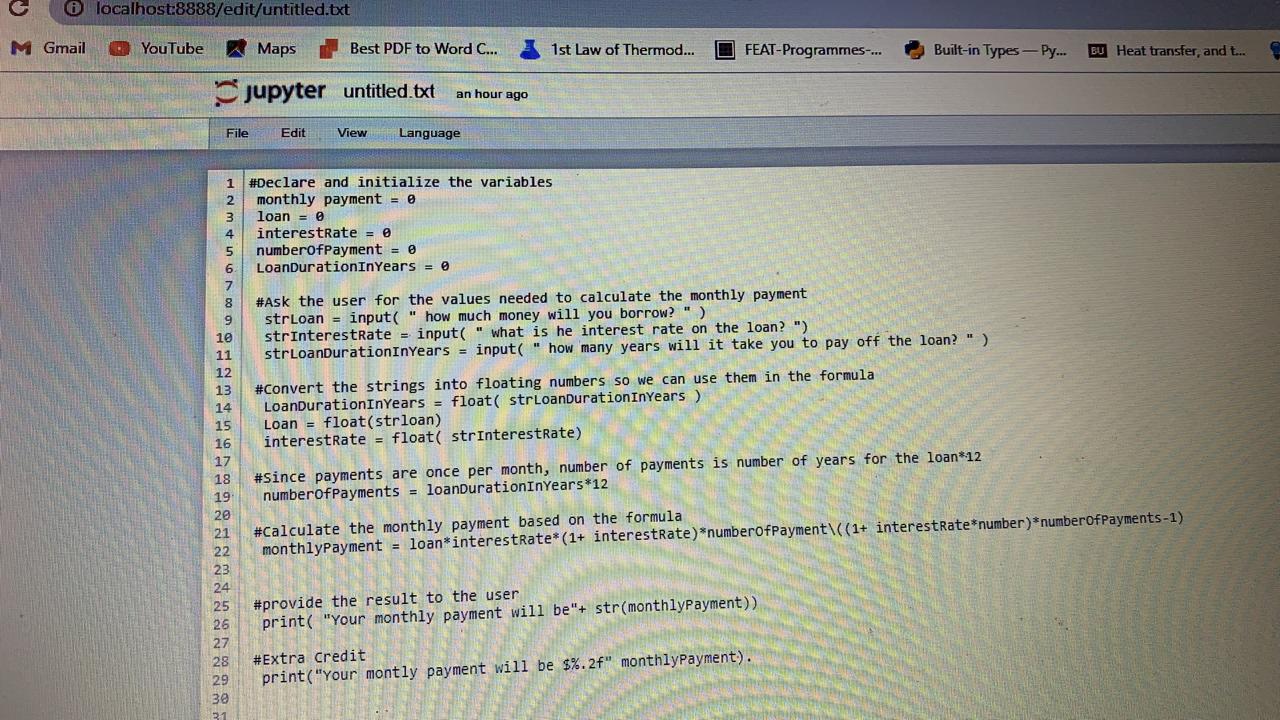 localhost:8888/edit/untitled.txt
Gmail YouTube Maps Best PDF to Word C... 1st Law of Thermod... FEAT-Programmes-... Built-in Types — Py... BU Heat transfer, and t...
jupyter untitled.txt an hour ago
File Edit View Language
1 #Declare and initialize the variables
2 monthly payment = 0
3 loan = 0
4 interestRate = 0
5 numberOfPayment = 0
6 LoanDurationInYears = 0
7
8 #Ask the user for the values needed to calculate the monthly payment
9 strLoan = input( " how much money will you borrow? " )
10 strInterestRate = input( " what is he interest rate on the loan? ")
11 strLoanDurationInYears = input( " how many years will it take you to pay off the loan? " )
12
13 #Convert the strings into floating numbers so we can use them in the formula
14 LoanDurationInYears = float( strLoanDurationInYears )
15 Loan = float(strloan)
16 interestRate = float( strInterestRate)
17
18 #Since payments are once per month, number of payments is number of years for the loan*12
19 numberOfPayments = loanDurationInYears*12
20
21 #Calculate the monthly payment based on the formula
22 monthlyPayment = loan*interestRate*(1+ interestRate)*numberOfPayment\((1+ interestRate*number)*numberOfPayments-1)
23
24
25 #provide the result to the user
26 print( "Your monthly payment will be"+ str(monthlyPayment))
27
28 #Extra Credit
29 print("Your montly payment will be $%.2f" monthlyPayment).
30
31